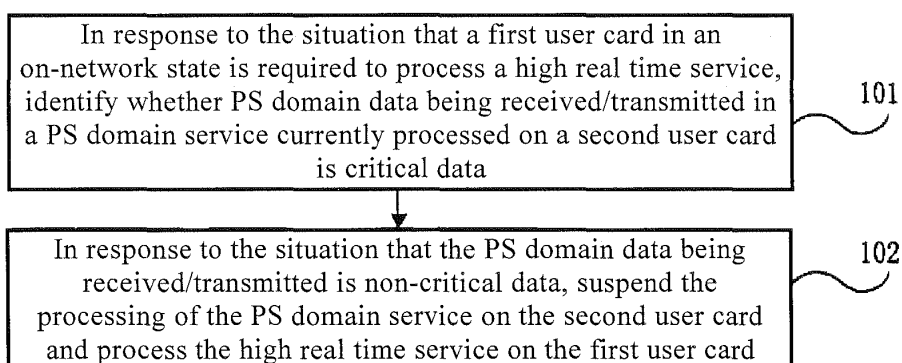 In response to the situation that a first user card in an
on-network state is required to process a high real time service,
identify whether PS domain data being received/transmitted in
a PS domain service currently processed on a second user card
is critical data
101
In response to the situation that the PS domain data being
received/transmitted is non-critical data, suspend the
processing of the PS domain service on the second user card
and process the high real time service on the first user card
102